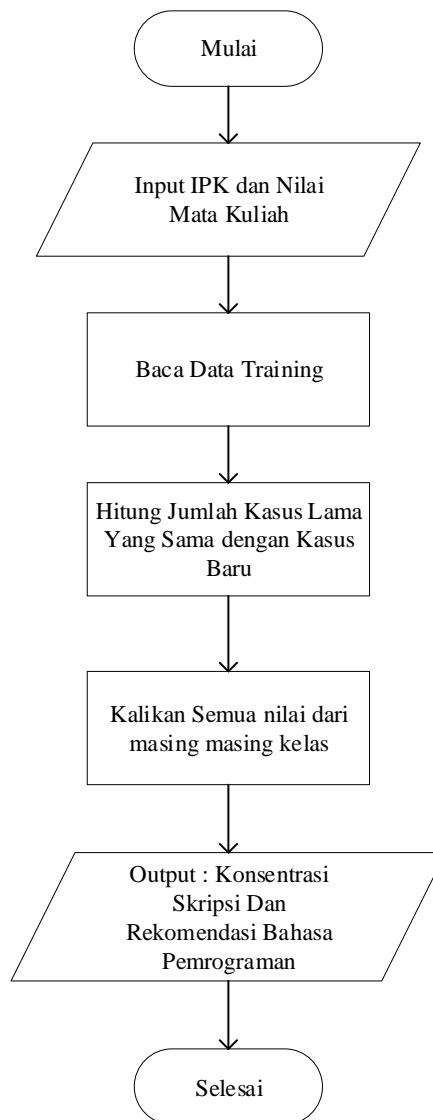 Mulai
Input IPK dan Nilai
Mata Kuliah
Baca Data Training
Hitung Jumlah Kasus Lama
Yang Sama dengan Kasus
Baru
Kalikan Semua nilai dari
masing masing kelas
Output : Konsentrasi
Skripsi Dan
Rekomendasi Bahasa
Pemrograman
Selesai